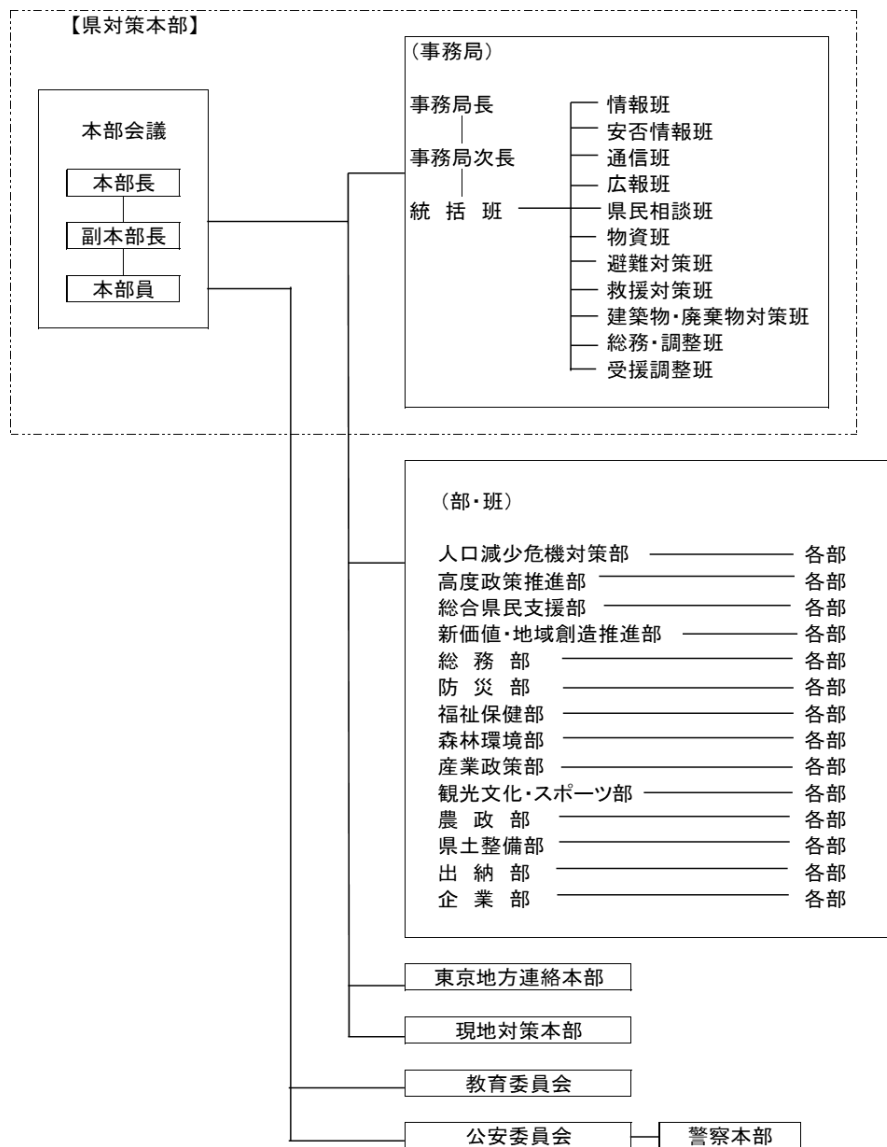 【県対策本部】
本部会議
本部長
副本部長
本部員
（事務局）
事務局長
事務局次長
統括班
情報班
安否情報班
通信班
広報班
県民相談班
物資班
避難対策班
救援対策班
建築物・廃棄物対策班
総務・調整班
受援調整班
（部・班）
人口減少危機対策部 各部
高度政策推進部 各部
総合県民支援部 各部
新価値・地域創造推進部 各部
総務部 各部
防災部 各部
福祉保健部 各部
森林環境部 各部
産業政策部 各部
観光文化・スポーツ部 各部
農政部 各部
県土整備部 各部
出納部 各部
企業部 各部
東京地方連絡本部
現地対策本部
教育委員会
公安委員会 警察本部